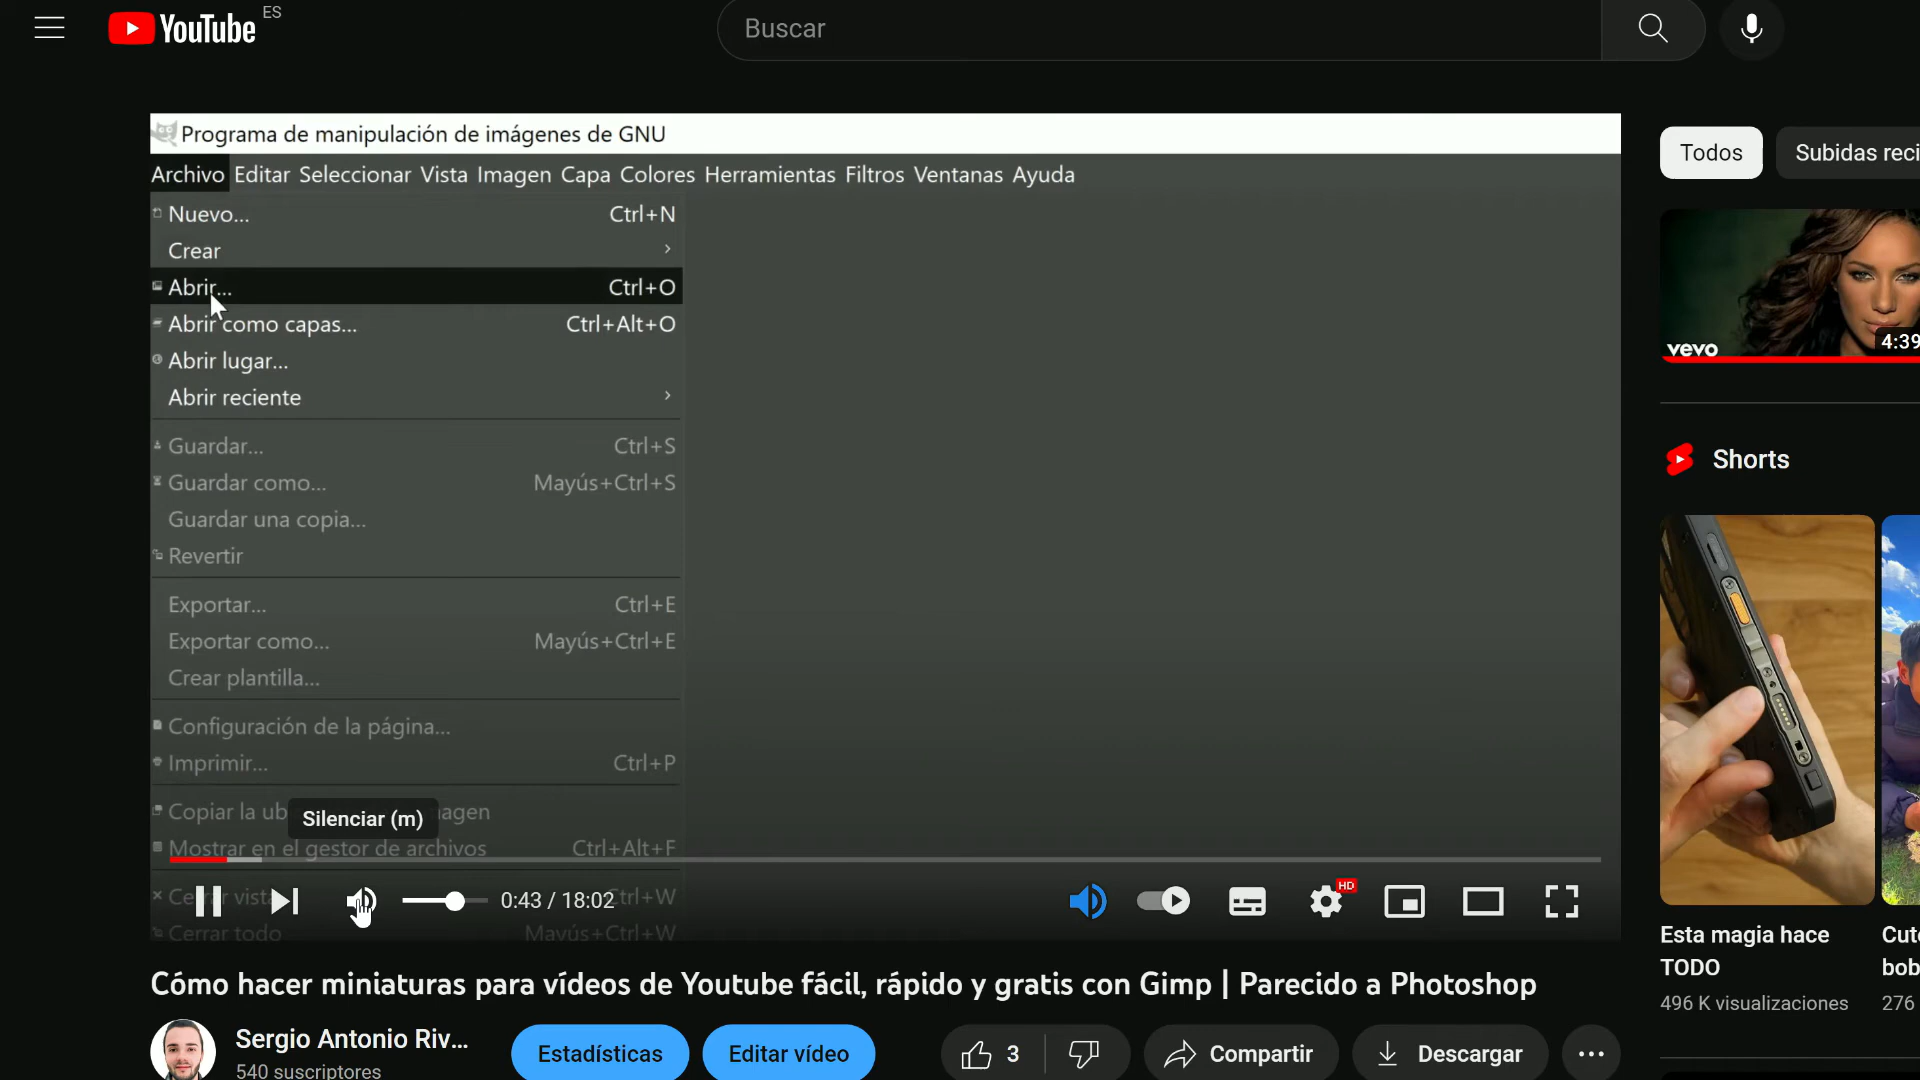 YouTube ES
Buscar
Programa de manipulación de imágenes de GNU
Archivo Editar Seleccionar Vista Imagen Capa Colores Herramientas Filtros Ventanas Ayuda
Nuevo... Ctrl+N
Crear
Abrir... Ctrl+O
Abrir como capas... Ctrl+Alt+O
Abrir lugar...
Abrir reciente
Guardar... Ctrl+S
Guardar como... Mayús+Ctrl+S
Guardar una copia...
Revertir
Exportar... Ctrl+E
Exportar como... Mayús+Ctrl+E
Crear plantilla...
Configuración de la página...
Imprimir... Ctrl+P
Copiar la ub agen
Silenciar (m)
Mostrar en el gestor de archivos Ctrl+Alt+F
Cerrar vista Ctrl+W
0:43 / 18:02
HD
Cerrar todo Mayús+Ctrl+W
Cómo hacer miniaturas para vídeos de Youtube fácil, rápido y gratis con Gimp | Parecido a Photoshop
Sergio Antonio Riv...
540 suscriptores
Estadísticas
Editar vídeo
3
Compartir
Descargar
Todos
Subidas reci
vevo
4:39
Shorts
Esta magia hace
TODO
496 K visualizaciones
Cute
bob
276